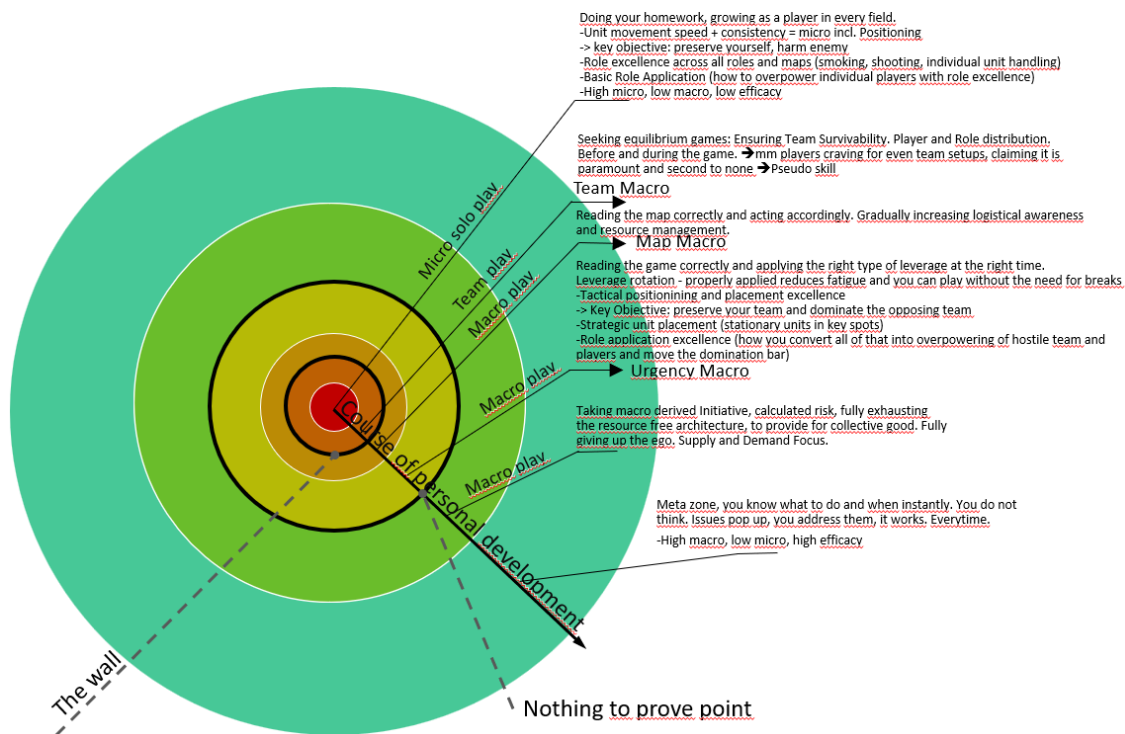 Doing your homework, growing as a player in every field.
-Unit movement speed + consistency = micro incl. Positioning
-> key objective: preserve yourself, harm enemy
-Role excellence across all roles and maps (smoking, shooting, individual unit handling)
-Basic Role Application (how to overpower individual players with role excellence)
-High micro, low macro, low efficacy
Seeking equilibrium games: Ensuring Team Survivability. Player and Role distribution.
Before and during the game. ➔mm players craving for even team setups, claiming it is
paramount and second to none ➔Pseudo skill
Team Macro
Reading the map correctly and acting accordingly. Gradually increasing logistical awareness
and resource management.
Map Macro
Reading the game correctly and applying the right type of leverage at the right time.
Leverage rotation - properly applied reduces fatigue and you can play without the need for breaks
-Tactical positionining and placement excellence
-> Key Objective: preserve your team and dominate the opposing team
-Strategic unit placement (stationary units in key spots)
-Role application excellence (how you convert all of that into overpowering of hostile team and
players and move the domination bar)
Urgency Macro
Taking macro derived Initiative, calculated risk, fully exhausting
the resource free architecture, to provide for collective good. Fully
giving up the ego. Supply and Demand Focus.
Meta zone, you know what to do and when instantly. You do not
think. Issues pop up, you address them, it works. Everytime.
-High macro, low micro, high efficacy
Micro solo play
Team play
Macro play
Macro play
Macro play
Course of personal development
The wall
Nothing to prove point